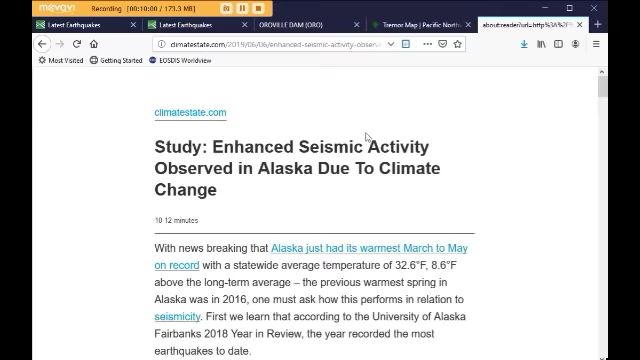 movavi Recording: ( 00:10:00 / 173.3 MB )
Latest Earthquakes Latest Earthquakes OROVILLE DAM (ORO) Tremor Map | Pacific North about:reader?url=http%3A%2F%
climatestate.com/2019/06/06/enhanced-seismic-activity-obser
Most Visited Getting Started EOSDIS Worldview
climatestate.com
Study: Enhanced Seismic Activity
Observed in Alaska Due To Climate
Change
10-12 minutes
With news breaking that Alaska just had its warmest March to May
on record with a statewide average temperature of 32.6°F, 8.6°F
above the long-term average – the previous warmest spring in
Alaska was in 2016, one must ask how this performs in relation to
seismicity. First we learn that according to the University of Alaska
Fairbanks 2018 Year in Review, the year recorded the most
earthquakes to date.